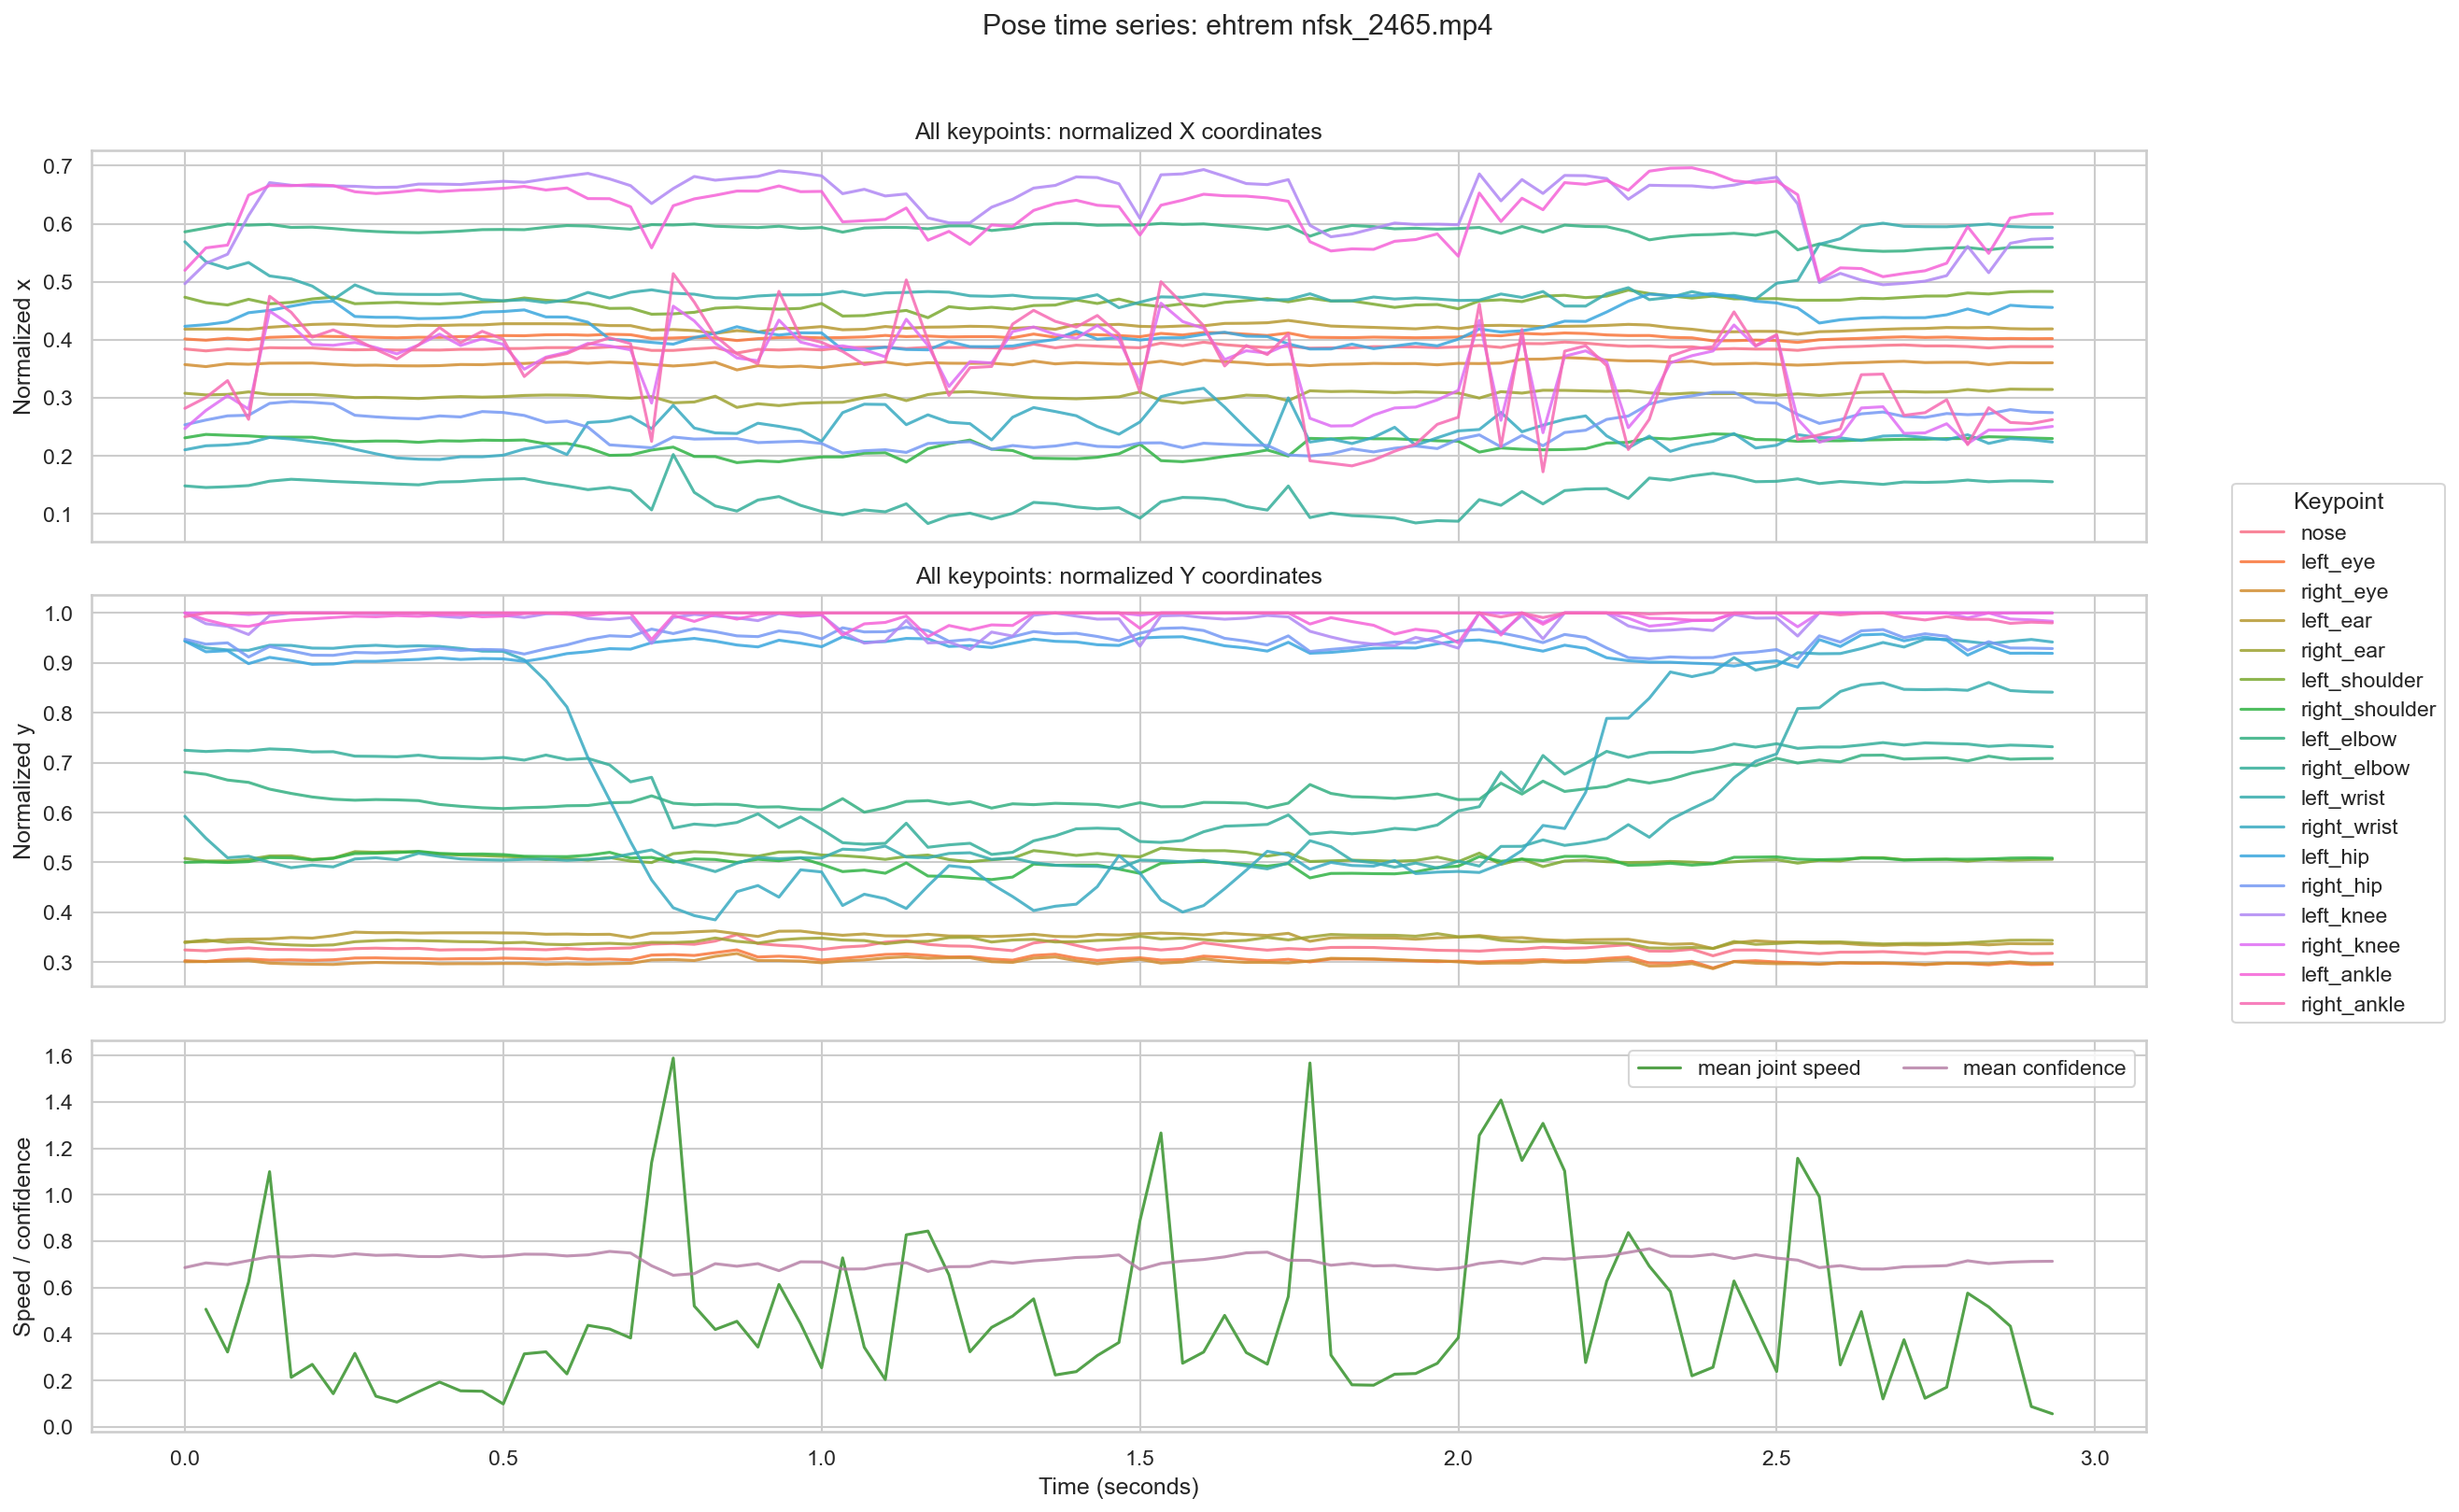 Pose time series: ehtrem nfsk_2465.mp4
All keypoints: normalized X coordinates
Normalized x
0.7
0.6
0.5
0.4
0.3
0.2
0.1
All keypoints: normalized Y coordinates
Normalized y
1.0
0.9
0.8
0.7
0.6
0.5
0.4
0.3
Keypoint
nose
left_eye
right_eye
left_ear
right_ear
left_shoulder
right_shoulder
left_elbow
right_elbow
left_wrist
right_wrist
left_hip
right_hip
left_knee
right_knee
left_ankle
right_ankle
Speed / confidence
1.6
1.4
1.2
1.0
0.8
0.6
0.4
0.2
0.0
mean joint speed mean confidence
0.0 0.5 1.0 1.5 2.0 2.5 3.0
Time (seconds)